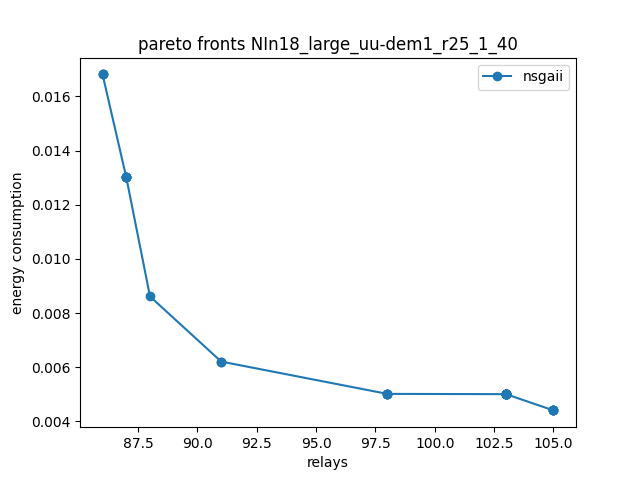 pareto fronts NIn18_large_uu-dem1_r25_1_40
nsgaii
0.016
0.014
0.012
0.010
0.008
0.006
0.004
energy consumption
87.5 90.0 92.5 95.0 97.5 100.0 102.5 105.0
relays